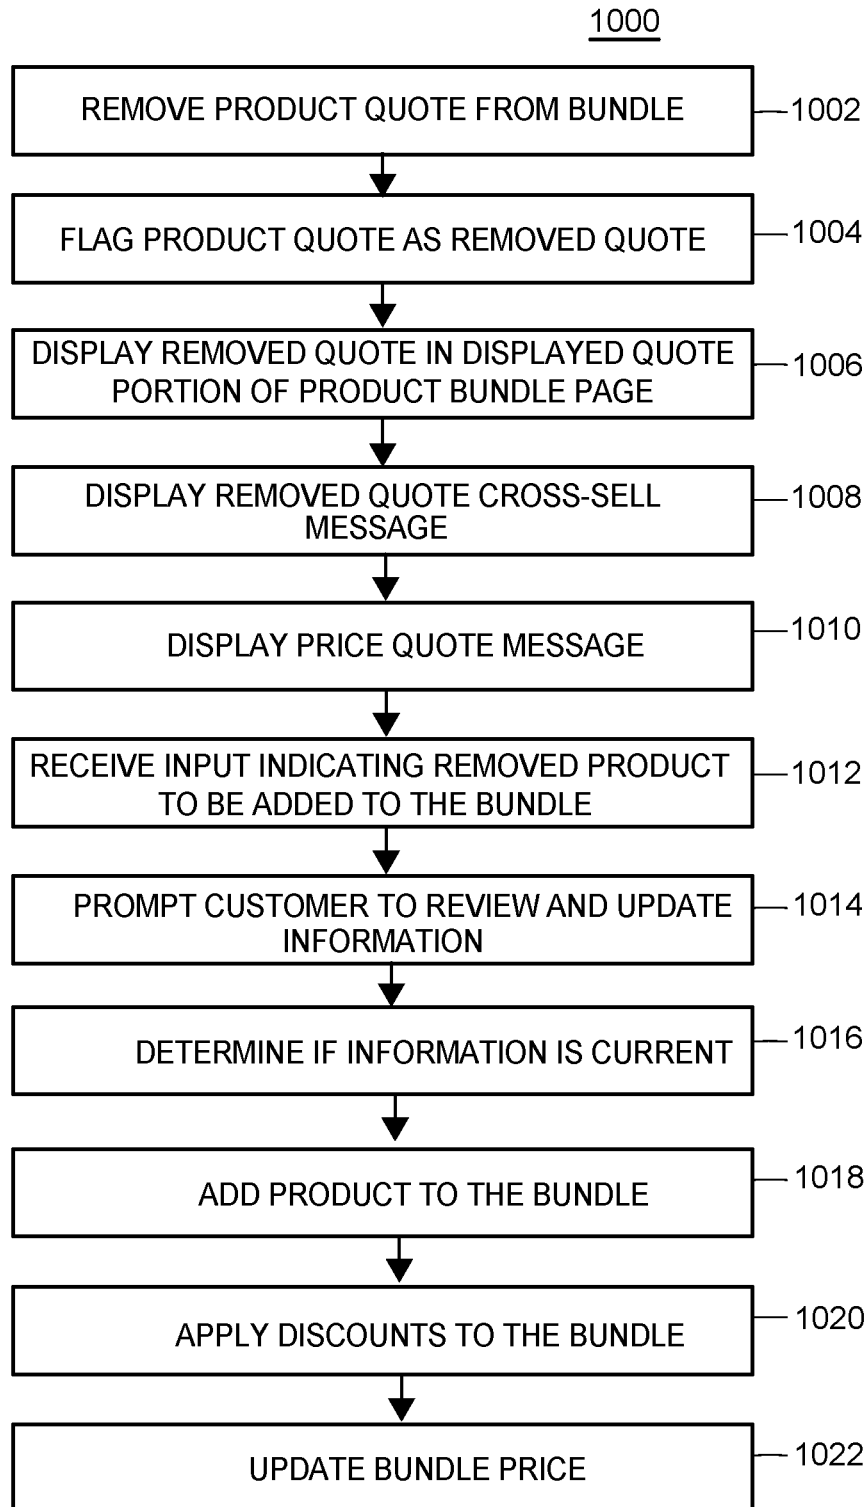 1000
REMOVE PRODUCT QUOTE FROM BUNDLE
1002
FLAG PRODUCT QUOTE AS REMOVED QUOTE
1004
DISPLAY REMOVED QUOTE IN DISPLAYED QUOTE
PORTION OF PRODUCT BUNDLE PAGE
1006
DISPLAY REMOVED QUOTE CROSS-SELL
MESSAGE
1008
DISPLAY PRICE QUOTE MESSAGE
1010
RECEIVE INPUT INDICATING REMOVED PRODUCT
TO BE ADDED TO THE BUNDLE
1012
PROMPT CUSTOMER TO REVIEW AND UPDATE
INFORMATION
1014
DETERMINE IF INFORMATION IS CURRENT
1016
ADD PRODUCT TO THE BUNDLE
1018
APPLY DISCOUNTS TO THE BUNDLE
1020
UPDATE BUNDLE PRICE
1022